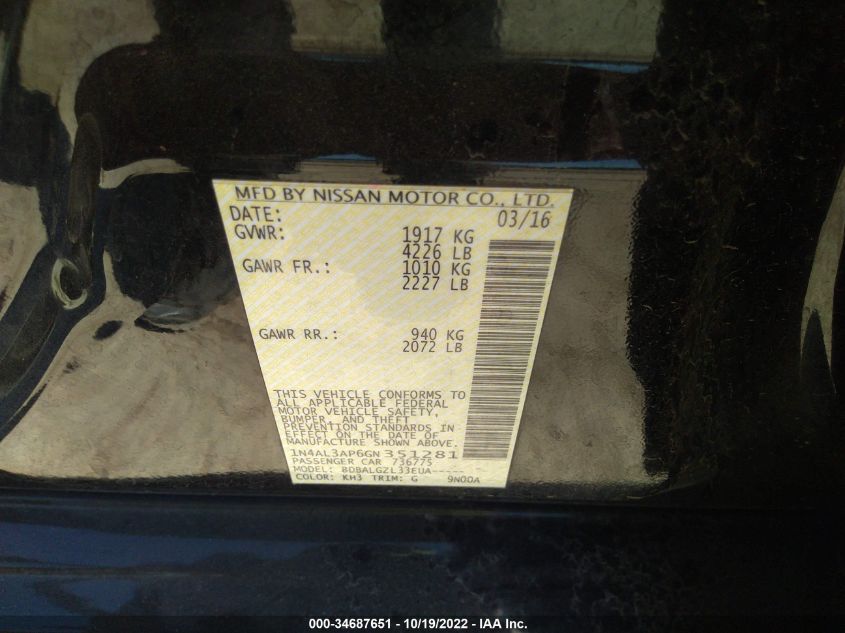 MFD BY NISSAN MOTOR CO., LTD.
DATE: 03/16
GVWR: 1917 KG
4226 LB
GAWR FR.: 1010 KG
2227 LB
GAWR RR.: 940 KG
2072 LB
THIS VEHICLE CONFORMS TO
ALL APPLICABLE FEDERAL
MOTOR VEHICLE SAFETY,
BUMPER, AND THEFT
PREVENTION STANDARDS IN
EFFECT ON THE DATE OF
MANUFACTURE SHOWN ABOVE.
1N4AL3AP6GN351281
PASSENGER CAR 736775
MODEL: BDBALGZL33EUA-----
COLOR: KH3 TRIM: G 9N00A
000-34687651 - 10/19/2022 - IAA Inc.